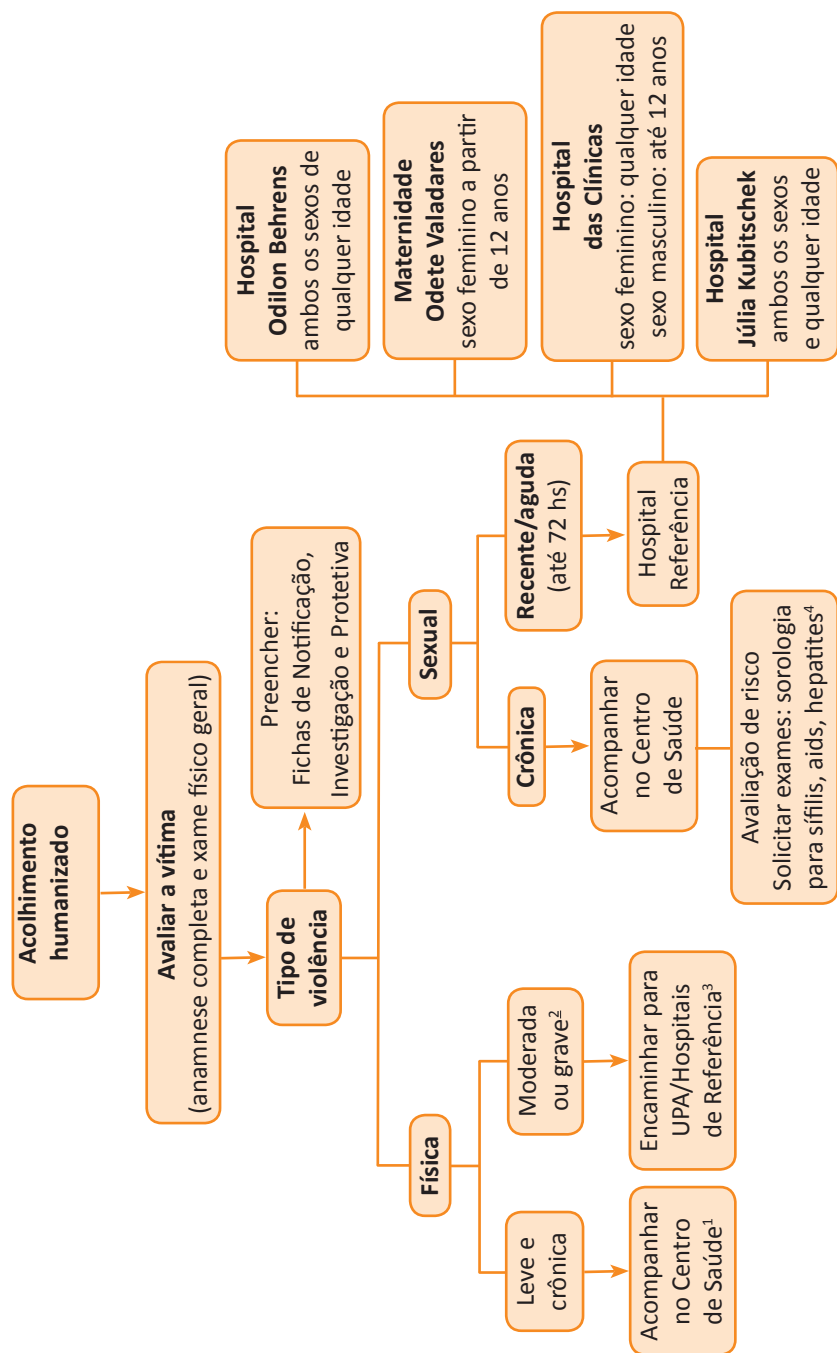 Acolhimento
humanizado
Avaliar a vítima
(anamnese completa e xame físico geral)
Tipo de
violência
Preencher:
Fichas de Notificação,
Investigação e Protetiva
Física
Leve e
crônica
Acompanhar
no Centro
de Saúde¹
Moderada
ou grave²
Encaminhar para
UPA/Hospitais
de Referência³
Sexual
Crônica
Acompanhar
no Centro
de Saúde
Avaliação de risco
Solicitar exames: sorologia
para sífilis, aids, hepatites⁴
Recente/aguda
(até 72 hs)
Hospital
Referência
Hospital
Odilon Behrens
ambos os sexos de
qualquer idade
Maternidade
Odete Valadares
sexo feminino a partir
de 12 anos
Hospital
das Clínicas
sexo feminino: qualquer idade
sexo masculino: até 12 anos
Hospital
Júlia Kubitschek
ambos os sexos
e qualquer idade